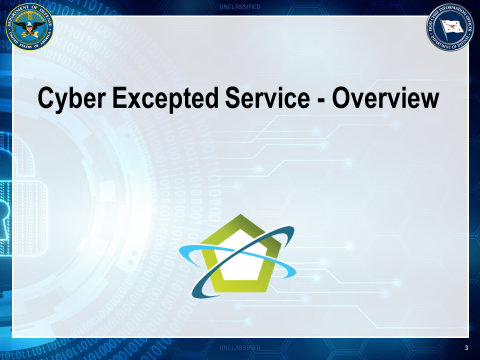 UNCLASSIFIED
Cyber Excepted Service - Overview
UNCLASSIFIED
3